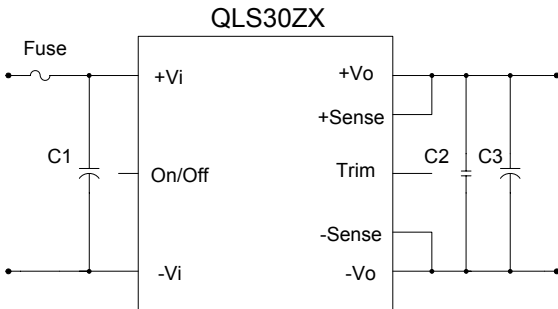 QLS30ZX
Fuse
+Vi
+Vo
+Sense
C1
On/Off
Trim
C2
C3
-Sense
-Vi
-Vo